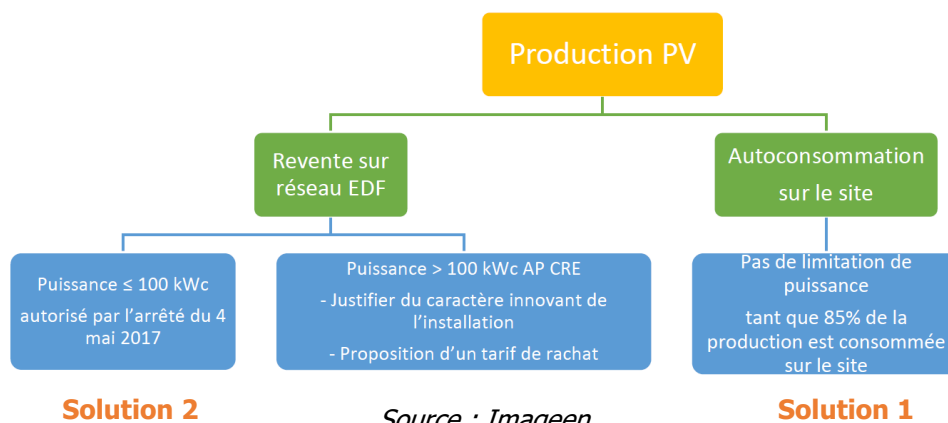 Production PV
Revente sur
réseau EDF
Autoconsommation
sur le site
Puissance ≤ 100 kWc
autorisé par l'arrêté du 4
mai 2017
Puissance > 100 kWc AP CRE
- Justifier du caractère innovant de
l'installation
- Proposition d'un tarif de rachat
Pas de limitation de
puissance
tant que 85% de la
production est consommée
sur le site
Solution 2
Source : Imageen
Solution 1